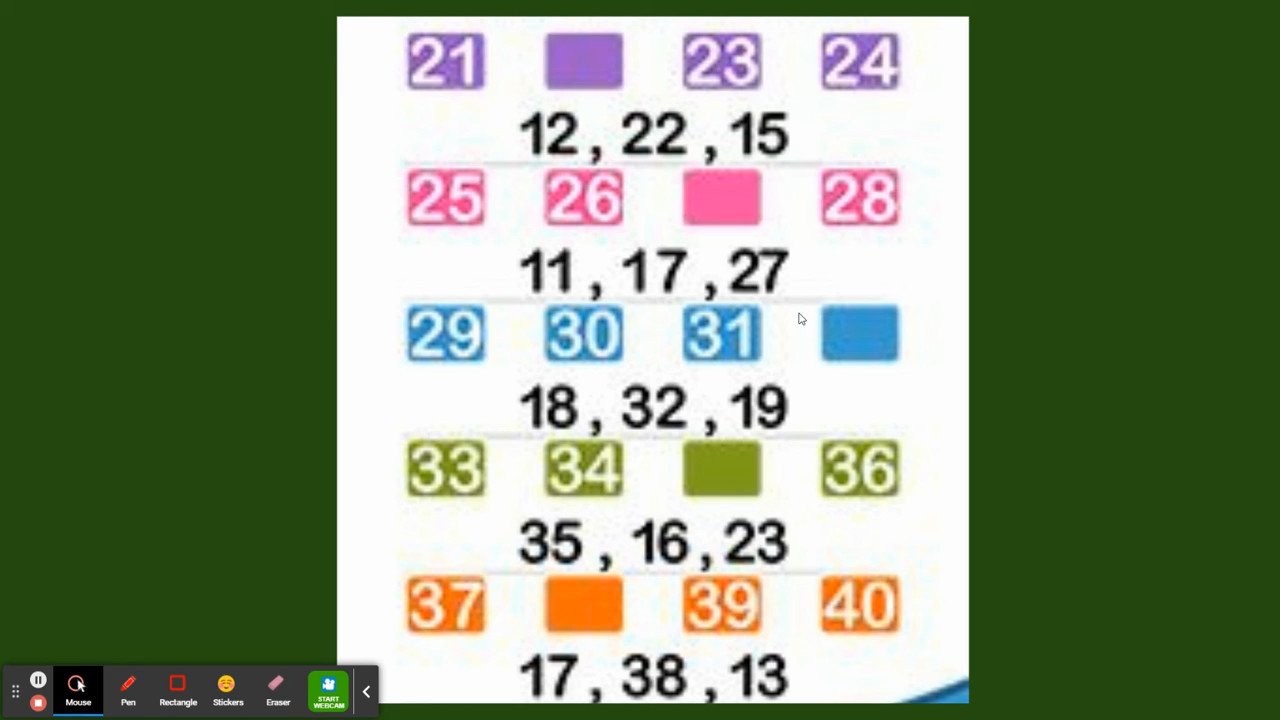 21 23 24
12 , 22 , 15
25 26 28
11 , 17 , 27
29 30 31
18 , 32 , 19
33 34 36
35 , 16 , 23
37 39 40
17 , 38 , 13
Mouse Pen Rectangle Stickers Eraser START WEBCAM